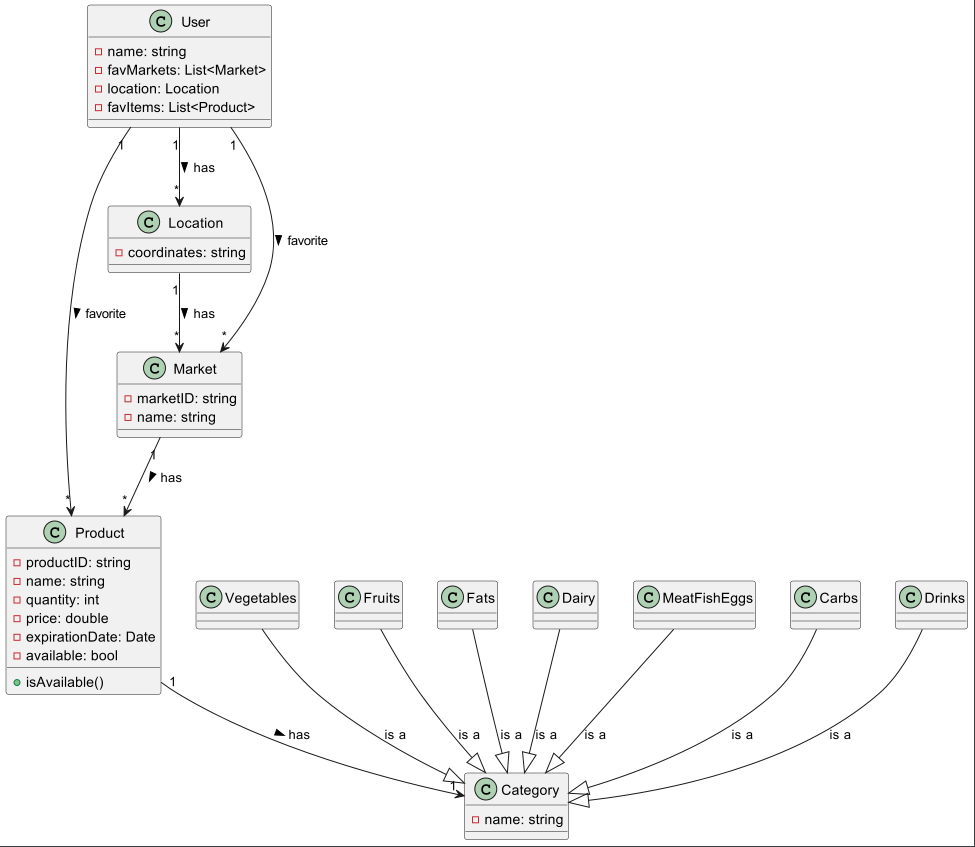 C User
name: string
favMarkets: List<Market>
location: Location
favItems: List<Product>
1 1 1
has
*
C Location
coordinates: string
favorite
1
favorite has
* *
C Market
marketID: string
name: string
1
has
* *
C Product
productID: string
name: string
quantity: int
price: double
expirationDate: Date
available: bool
isAvailable()
C Vegetables C Fruits C Fats C Dairy C MeatFishEggs C Carbs C Drinks
1
has is a is a is a is a is a is a is a
1
C Category
name: string